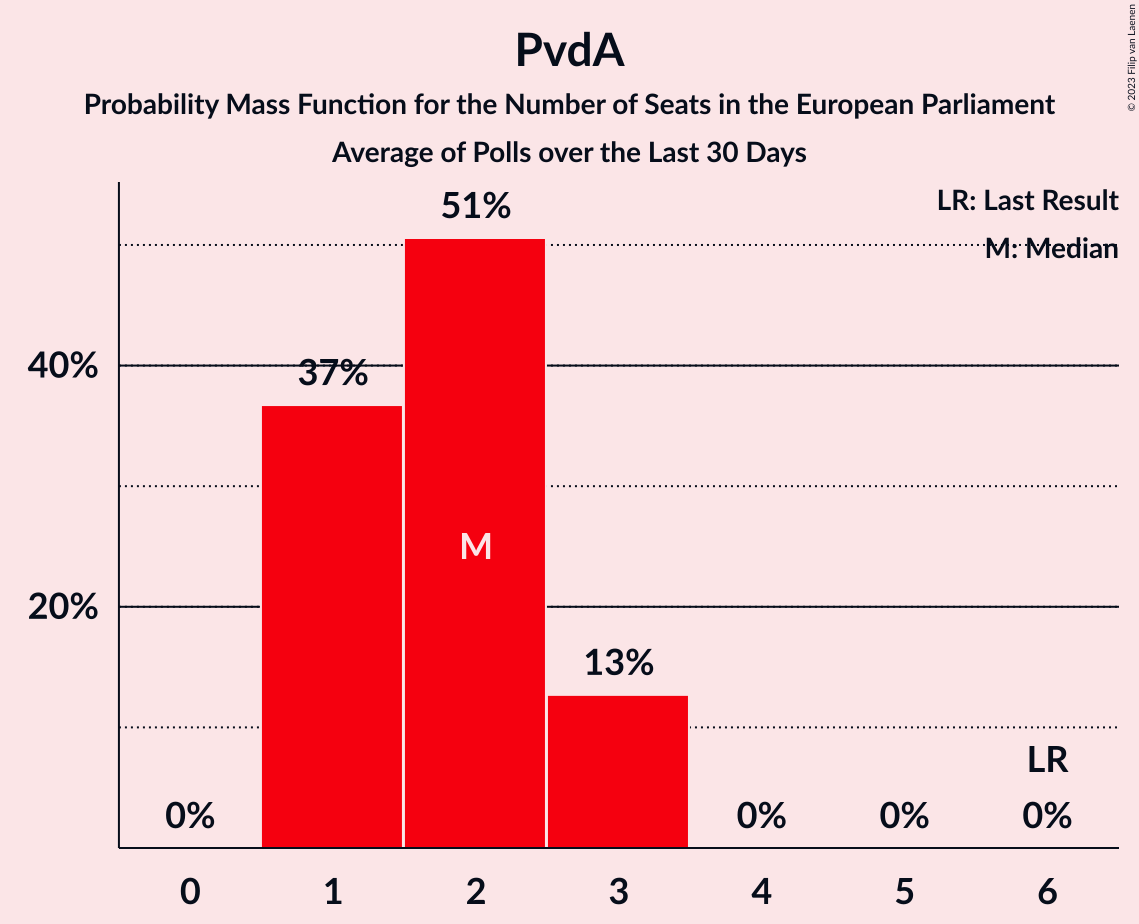 PvdA
Probability Mass Function for the Number of Seats in the European Parliament
Average of Polls over the Last 30 Days
© 2023 Filip van Laenen
LR: Last Result
M: Median
51%
40%
37%
M
20%
13%
LR
0%
0%
0%
0%
0
1
2
3
4
5
6